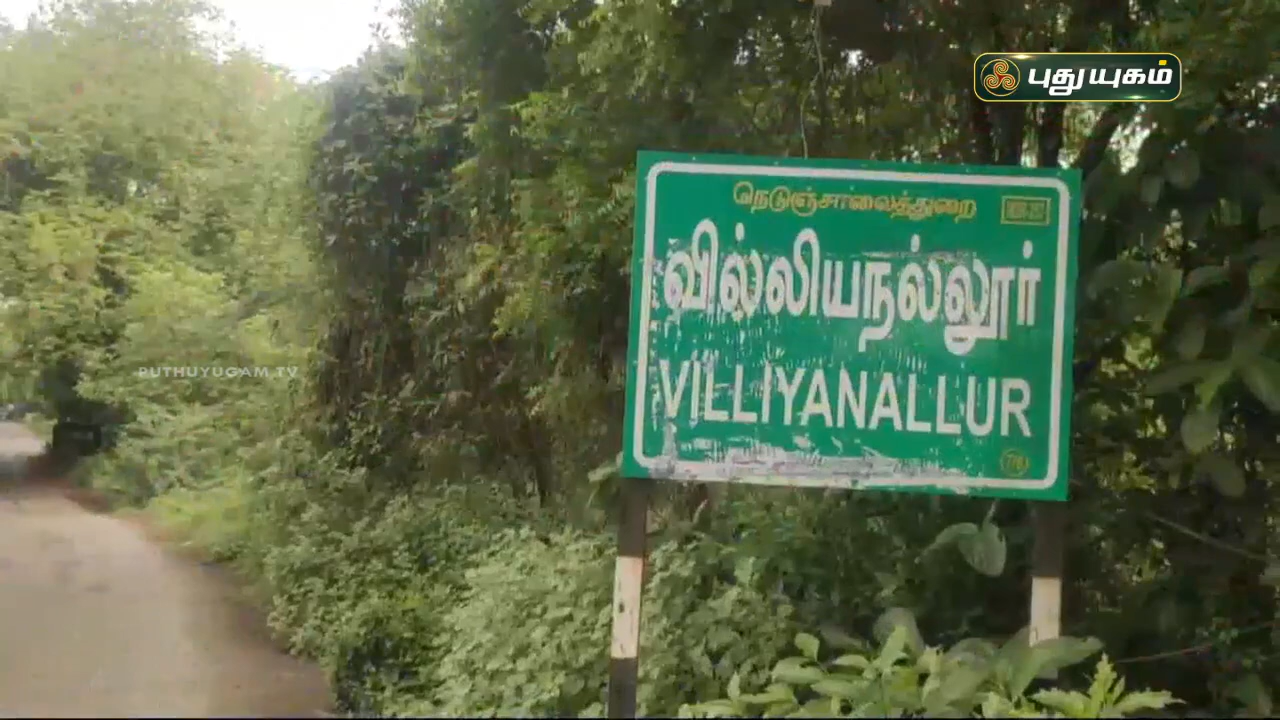 புதுயுகம்
நெடுஞ்சாலைத்துறை
வில்லியநல்லூர்
VILLIYANALLUR
PUTHUYUGAM TV